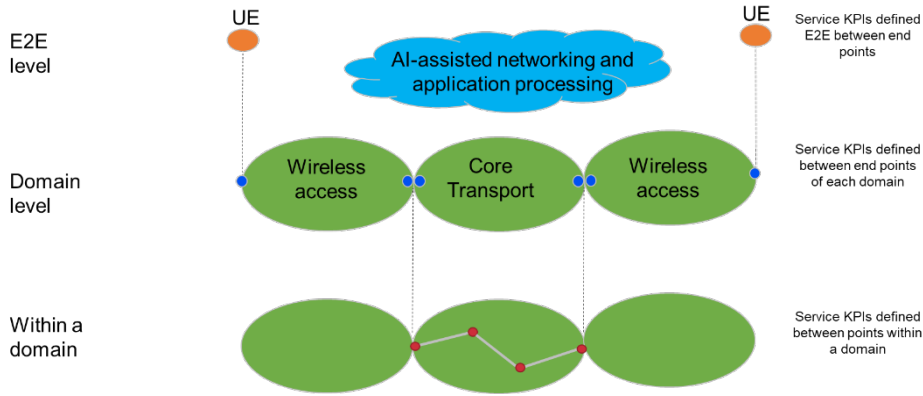 UE
UE
Service KPIs defined
E2E between end
points
E2E
level
AI-assisted networking and
application processing
Wireless
access
Core
Transport
Wireless
access
Service KPIs defined
between end points
of each domain
Domain
level
Within a
domain
Service KPIs defined
between points within
a domain